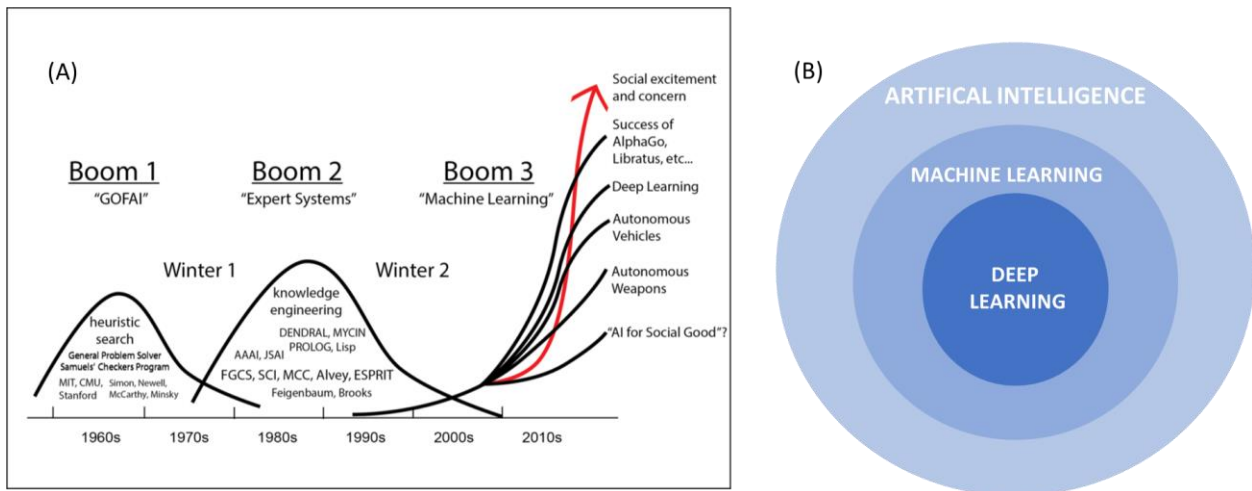 (A)
Boom 1
"GOFAI"
Boom 2
"Expert Systems"
Boom 3
"Machine Learning"
Winter 1
Winter 2
heuristic
search
General Problem Solver
Samuels' Checkers Program
MIT, CMU,
Stanford
Simon, Newell,
McCarthy, Minsky
knowledge
engineering
DENDRAL, MYCIN
PROLOG, Lisp
AAAI, JSAI
FGCS, SCI, MCC, Alvey, ESPRIT
Feigenbaum, Brooks
Social excitement
and concern
Success of
AlphaGo,
Libratus, etc...
Deep Learning
Autonomous
Vehicles
Autonomous
Weapons
"AI for Social Good"?
1960s
1970s
1980s
1990s
2000s
2010s
(B)
ARTIFICAL INTELLIGENCE
MACHINE LEARNING
DEEP
LEARNING